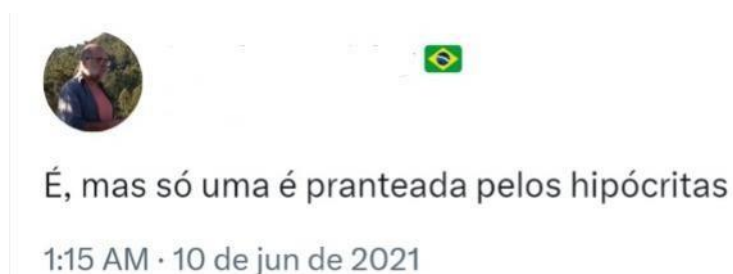 É, mas só uma é pranteada pelos hipócritas
1:15 AM · 10 de jun de 2021